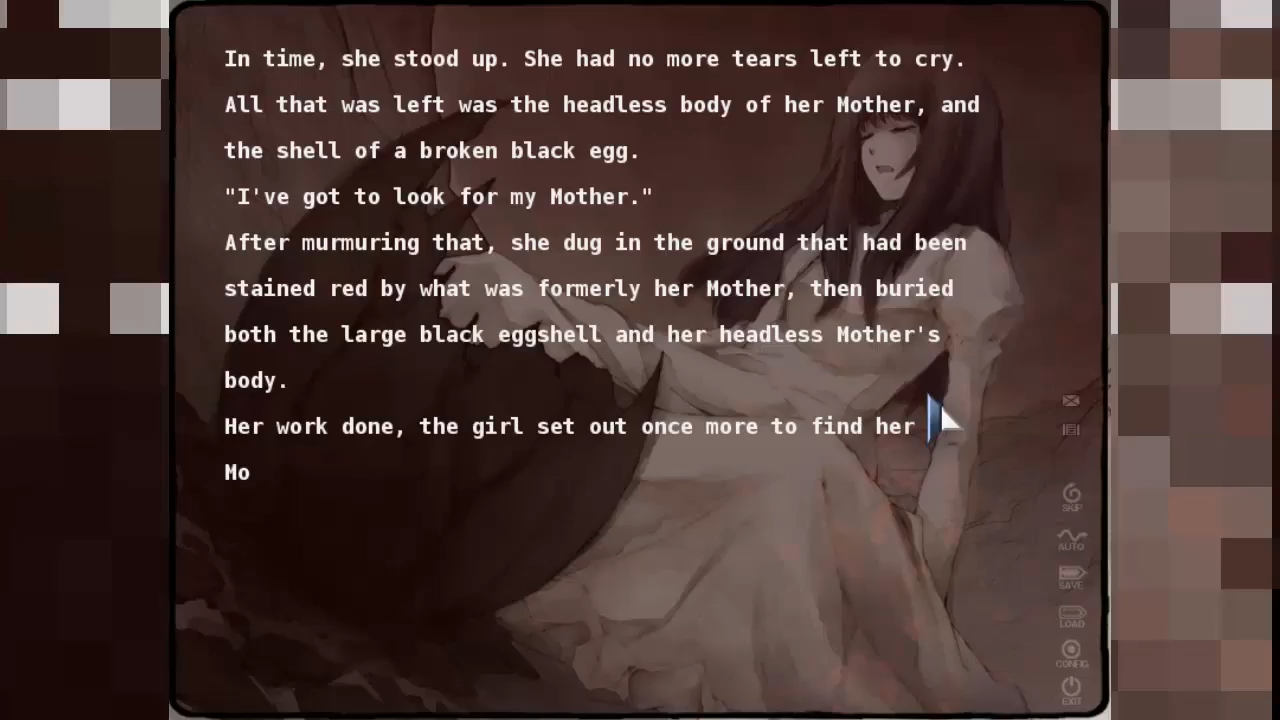 In time, she stood up. She had no more tears left to cry.
All that was left was the headless body of her Mother, and
the shell of a broken black egg.
"I've got to look for my Mother."
After murmuring that, she dug in the ground that had been
stained red by what was formerly her Mother, then buried
both the large black eggshell and her headless Mother's
body.
Her work done, the girl set out once more to find her
Mo
SKIP
AUTO
SAVE
LOAD
CONFIG
EXIT